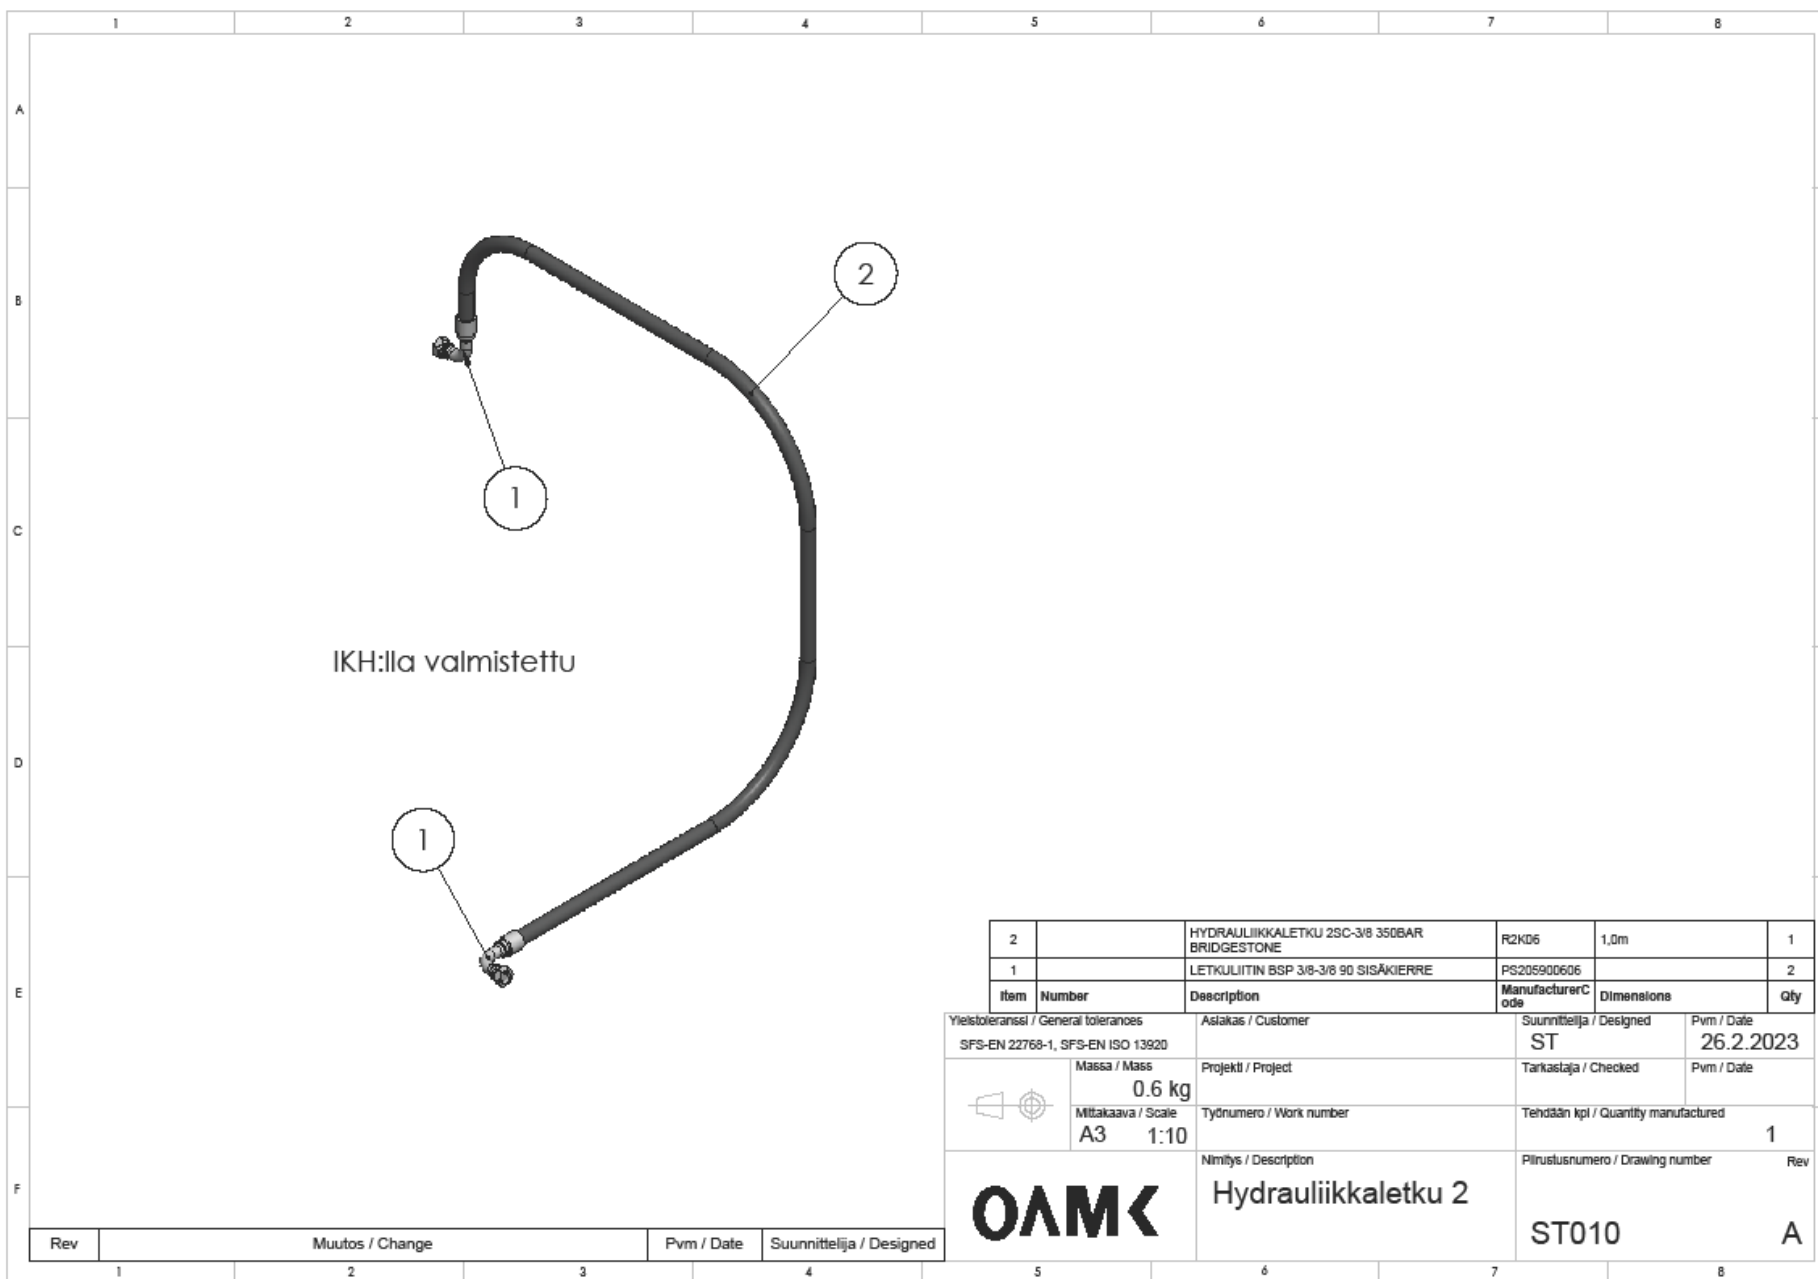 1 2 3 4 5 6 7 8
A
B
2
1
C
IKH:lla valmistettu
D
1
E
2 HYDRAULIIKKALETKU 2SC-3/8 350BAR BRIDGESTONE R2K06 1,0m 1
1 LETKULIITIN BSP 3/8-3/8 90 SISÄKIERRE PS205900606 2
Item Number Description ManufacturerCode Dimensions Qty
Yleistoleranssi / General tolerances
SFS-EN 22768-1, SFS-EN ISO 13920
Asiakas / Customer
Suunnittelija / Designed
ST
Pvm / Date
26.2.2023
Massa / Mass
0.6 kg
Projekti / Project
Tarkastaja / Checked
Pvm / Date
Mittakaava / Scale
A3 1:10
Työnumero / Work number
Tehdään kpl / Quantity manufactured
1
F
OAMK
Nimitys / Description
Hydrauliikkaletku 2
Piirustusnumero / Drawing number
ST010
Rev
A
Rev Muutos / Change Pvm / Date Suunnittelija / Designed
1 2 3 4 5 6 7 8